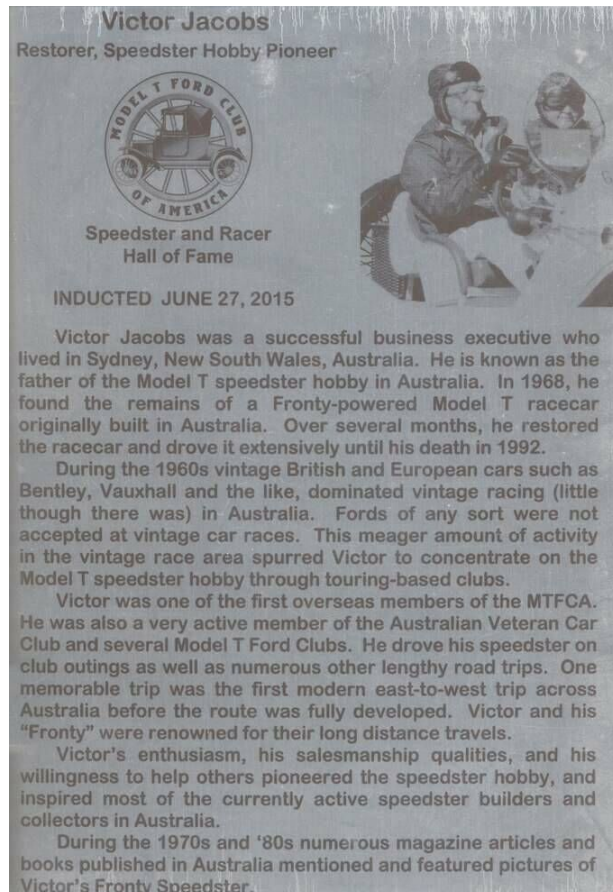 Victor Jacobs
Restorer, Speedster Hobby Pioneer
MODEL T FORD CLUB
OF AMERICA
Speedster and Racer
Hall of Fame
INDUCTED JUNE 27, 2015
Victor Jacobs was a successful business executive who
lived in Sydney, New South Wales, Australia. He is known as the
father of the Model T speedster hobby in Australia. In 1968, he
found the remains of a Fronty-powered Model T racecar
originally built in Australia. Over several months, he restored
the racecar and drove it extensively until his death in 1992.
During the 1960s vintage British and European cars such as
Bentley, Vauxhall and the like, dominated vintage racing (little
though there was) in Australia. Fords of any sort were not
accepted at vintage car races. This meager amount of activity
in the vintage race area spurred Victor to concentrate on the
Model T speedster hobby through touring-based clubs.
Victor was one of the first overseas members of the MTFCA.
He was also a very active member of the Australian Veteran Car
Club and several Model T Ford Clubs. He drove his speedster on
club outings as well as numerous other lengthy road trips. One
memorable trip was the first modern east-to-west trip across
Australia before the route was fully developed. Victor and his
“Fronty” were renowned for their long distance travels.
Victor's enthusiasm, his salesmanship qualities, and his
willingness to help others pioneered the speedster hobby, and
inspired most of the currently active speedster builders and
collectors in Australia.
During the 1970s and ‘80s numerous magazine articles and
books published in Australia mentioned and featured pictures of
Victor's Fronty Speedster.